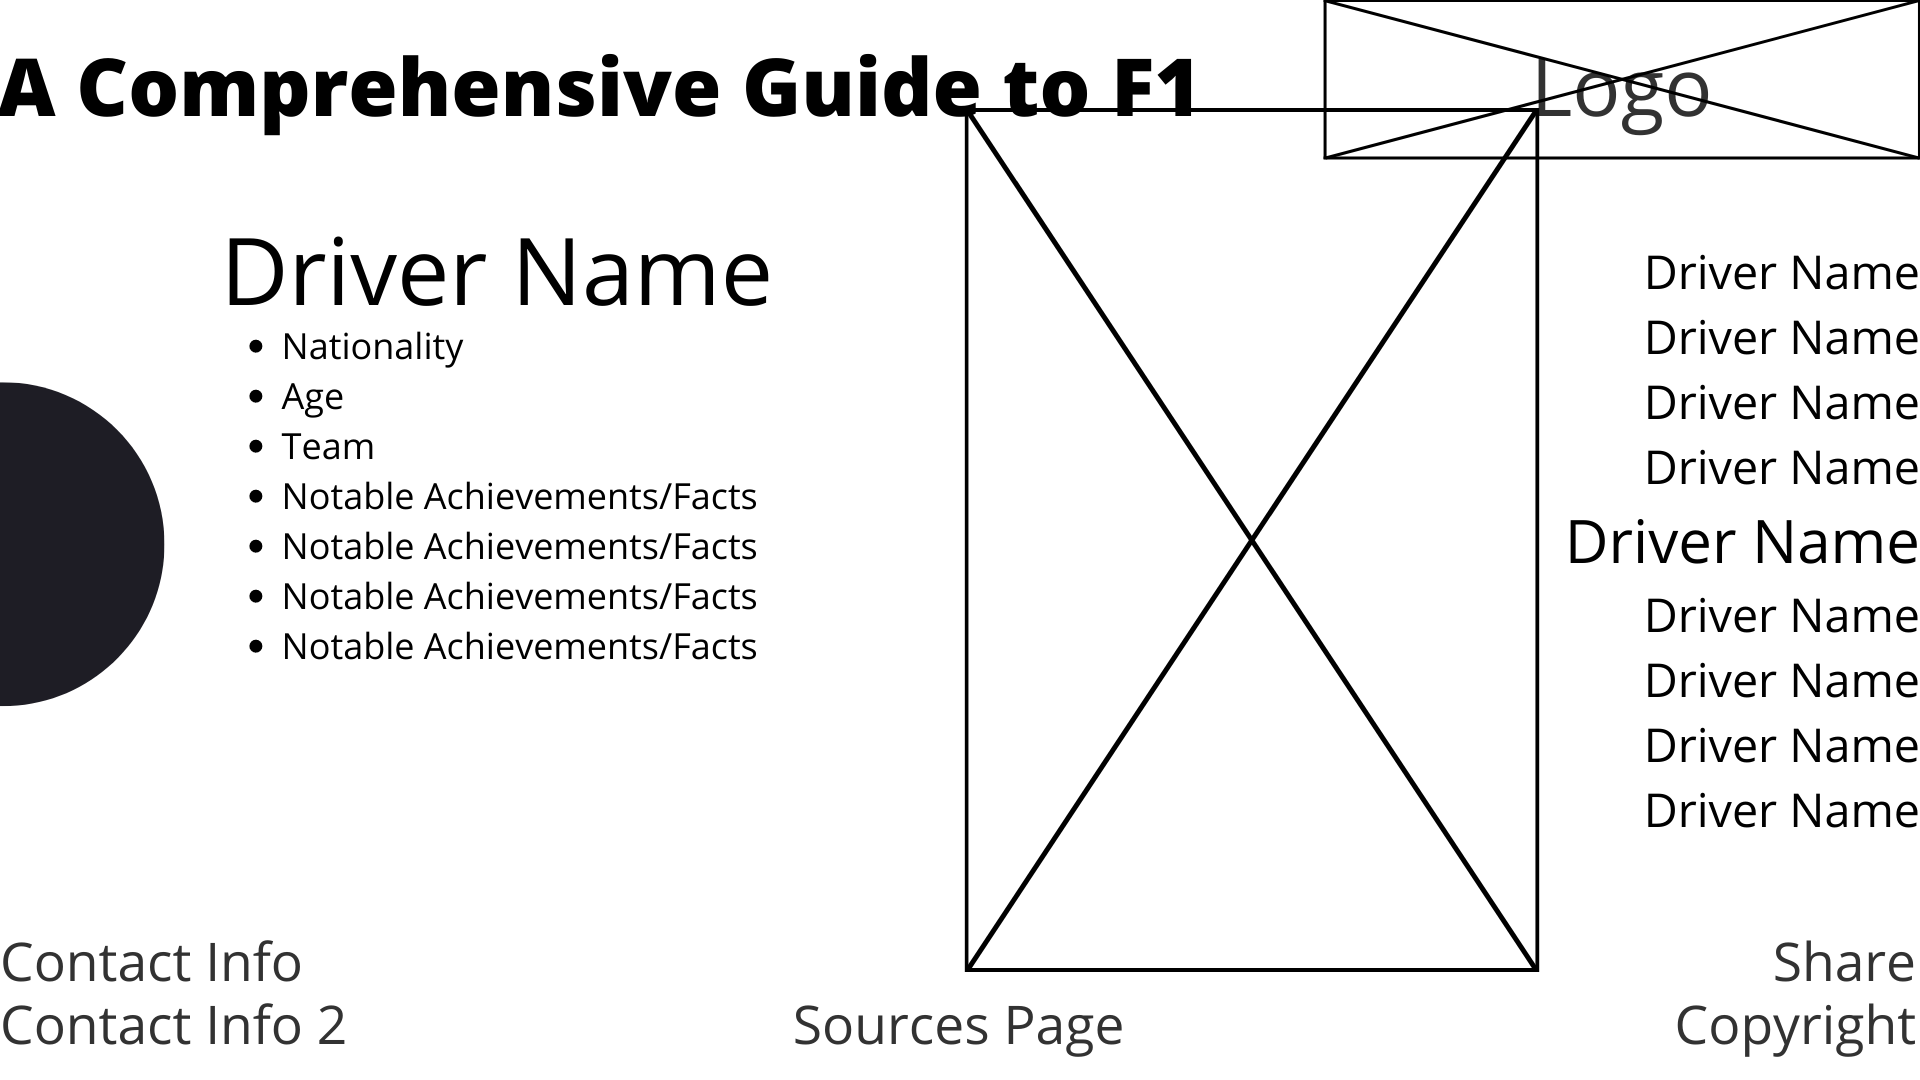 A Comprehensive Guide to F1
Logo
Driver Name
Nationality
Age
Team
Notable Achievements/Facts
Notable Achievements/Facts
Notable Achievements/Facts
Notable Achievements/Facts
Driver Name
Driver Name
Driver Name
Driver Name
Driver Name
Driver Name
Driver Name
Driver Name
Driver Name
Contact Info
Contact Info 2
Sources Page
Share
Copyright